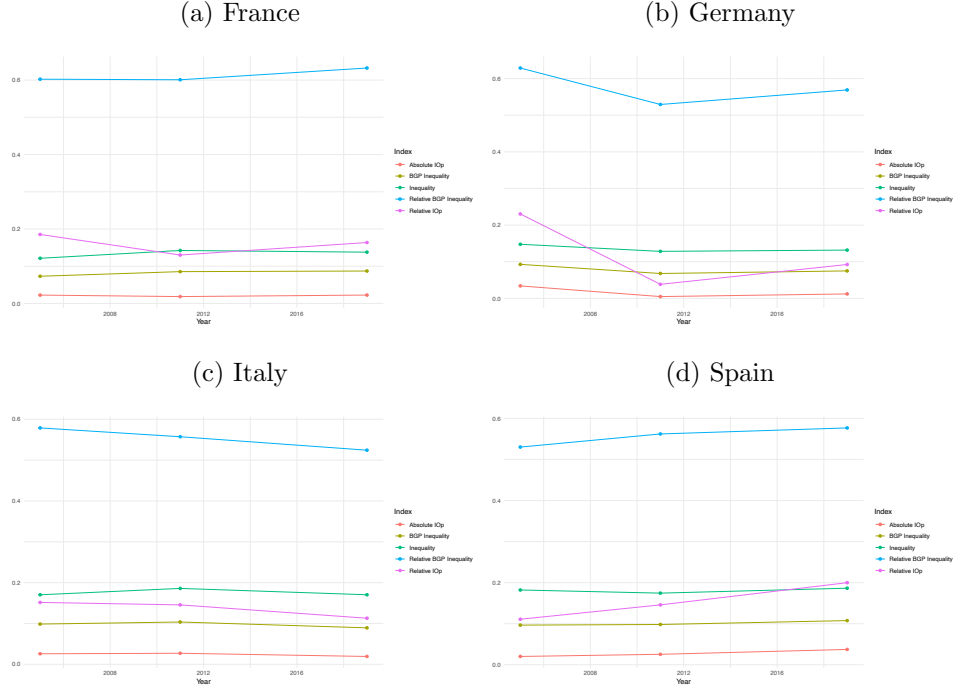 (a) France
0.6
0.4
0.2
0.0
2008
2012
2016
Year
Index
Absolute IOp
BGP Inequality
Inequality
Relative BGP Inequality
Relative IOp
(b) Germany
0.6
0.4
0.2
0.0
2008
2012
2016
Year
Index
Absolute IOp
BGP Inequality
Inequality
Relative BGP Inequality
Relative IOp
(c) Italy
0.6
0.4
0.2
0.0
2008
2012
2016
Year
Index
Absolute IOp
BGP Inequality
Inequality
Relative BGP Inequality
Relative IOp
(d) Spain
0.6
0.4
0.2
0.0
2008
2012
2016
Year
Index
Absolute IOp
BGP Inequality
Inequality
Relative BGP Inequality
Relative IOp